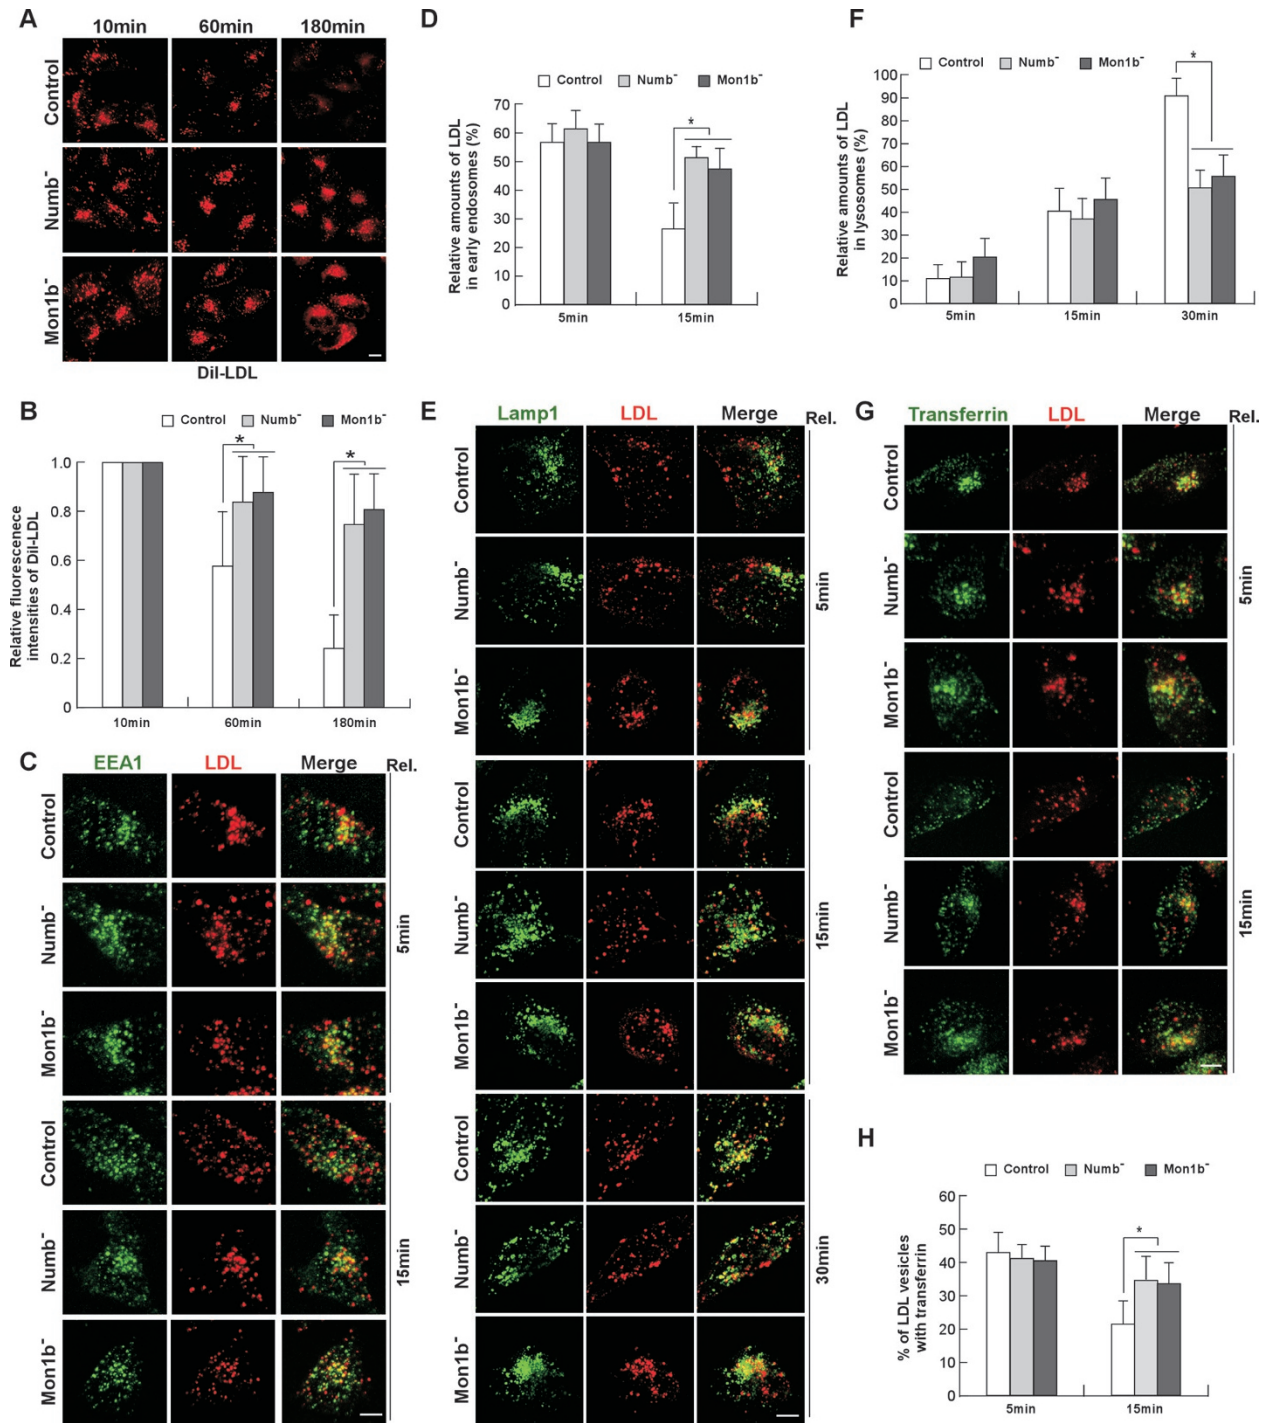 A
10min 60min 180min
Control
Numb⁻
Mon1b⁻
DiI-LDL
B
Control Numb⁻ Mon1b⁻
Relative fluorescenece
intensities of DiI-LDL
1.0
0.8
0.6
0.4
0.2
0
* *
10min 60min 180min
C
EEA1 LDL Merge Rel.
Control
Numb⁻
Mon1b⁻
5min
Control
Numb⁻
Mon1b⁻
15min
D
Control Numb⁻ Mon1b⁻
Relative amounts of LDL
in early endosomes (%)
70
60
50
40
30
20
10
0
*
5min 15min
E
Lamp1 LDL Merge Rel.
Control
Numb⁻
Mon1b⁻
5min
Control
Numb⁻
Mon1b⁻
15min
Control
Numb⁻
Mon1b⁻
30min
F
Control Numb⁻ Mon1b⁻
Relative amounts of LDL
in lysosomes (%)
100
90
80
70
60
50
40
30
20
10
0
*
5min 15min 30min
G
Transferrin LDL Merge Rel.
Control
Numb⁻
Mon1b⁻
5min
Control
Numb⁻
Mon1b⁻
15min
H
Control Numb⁻ Mon1b⁻
% of LDL vesicles
with transferrin
60
50
40
30
20
10
0
*
5min 15min